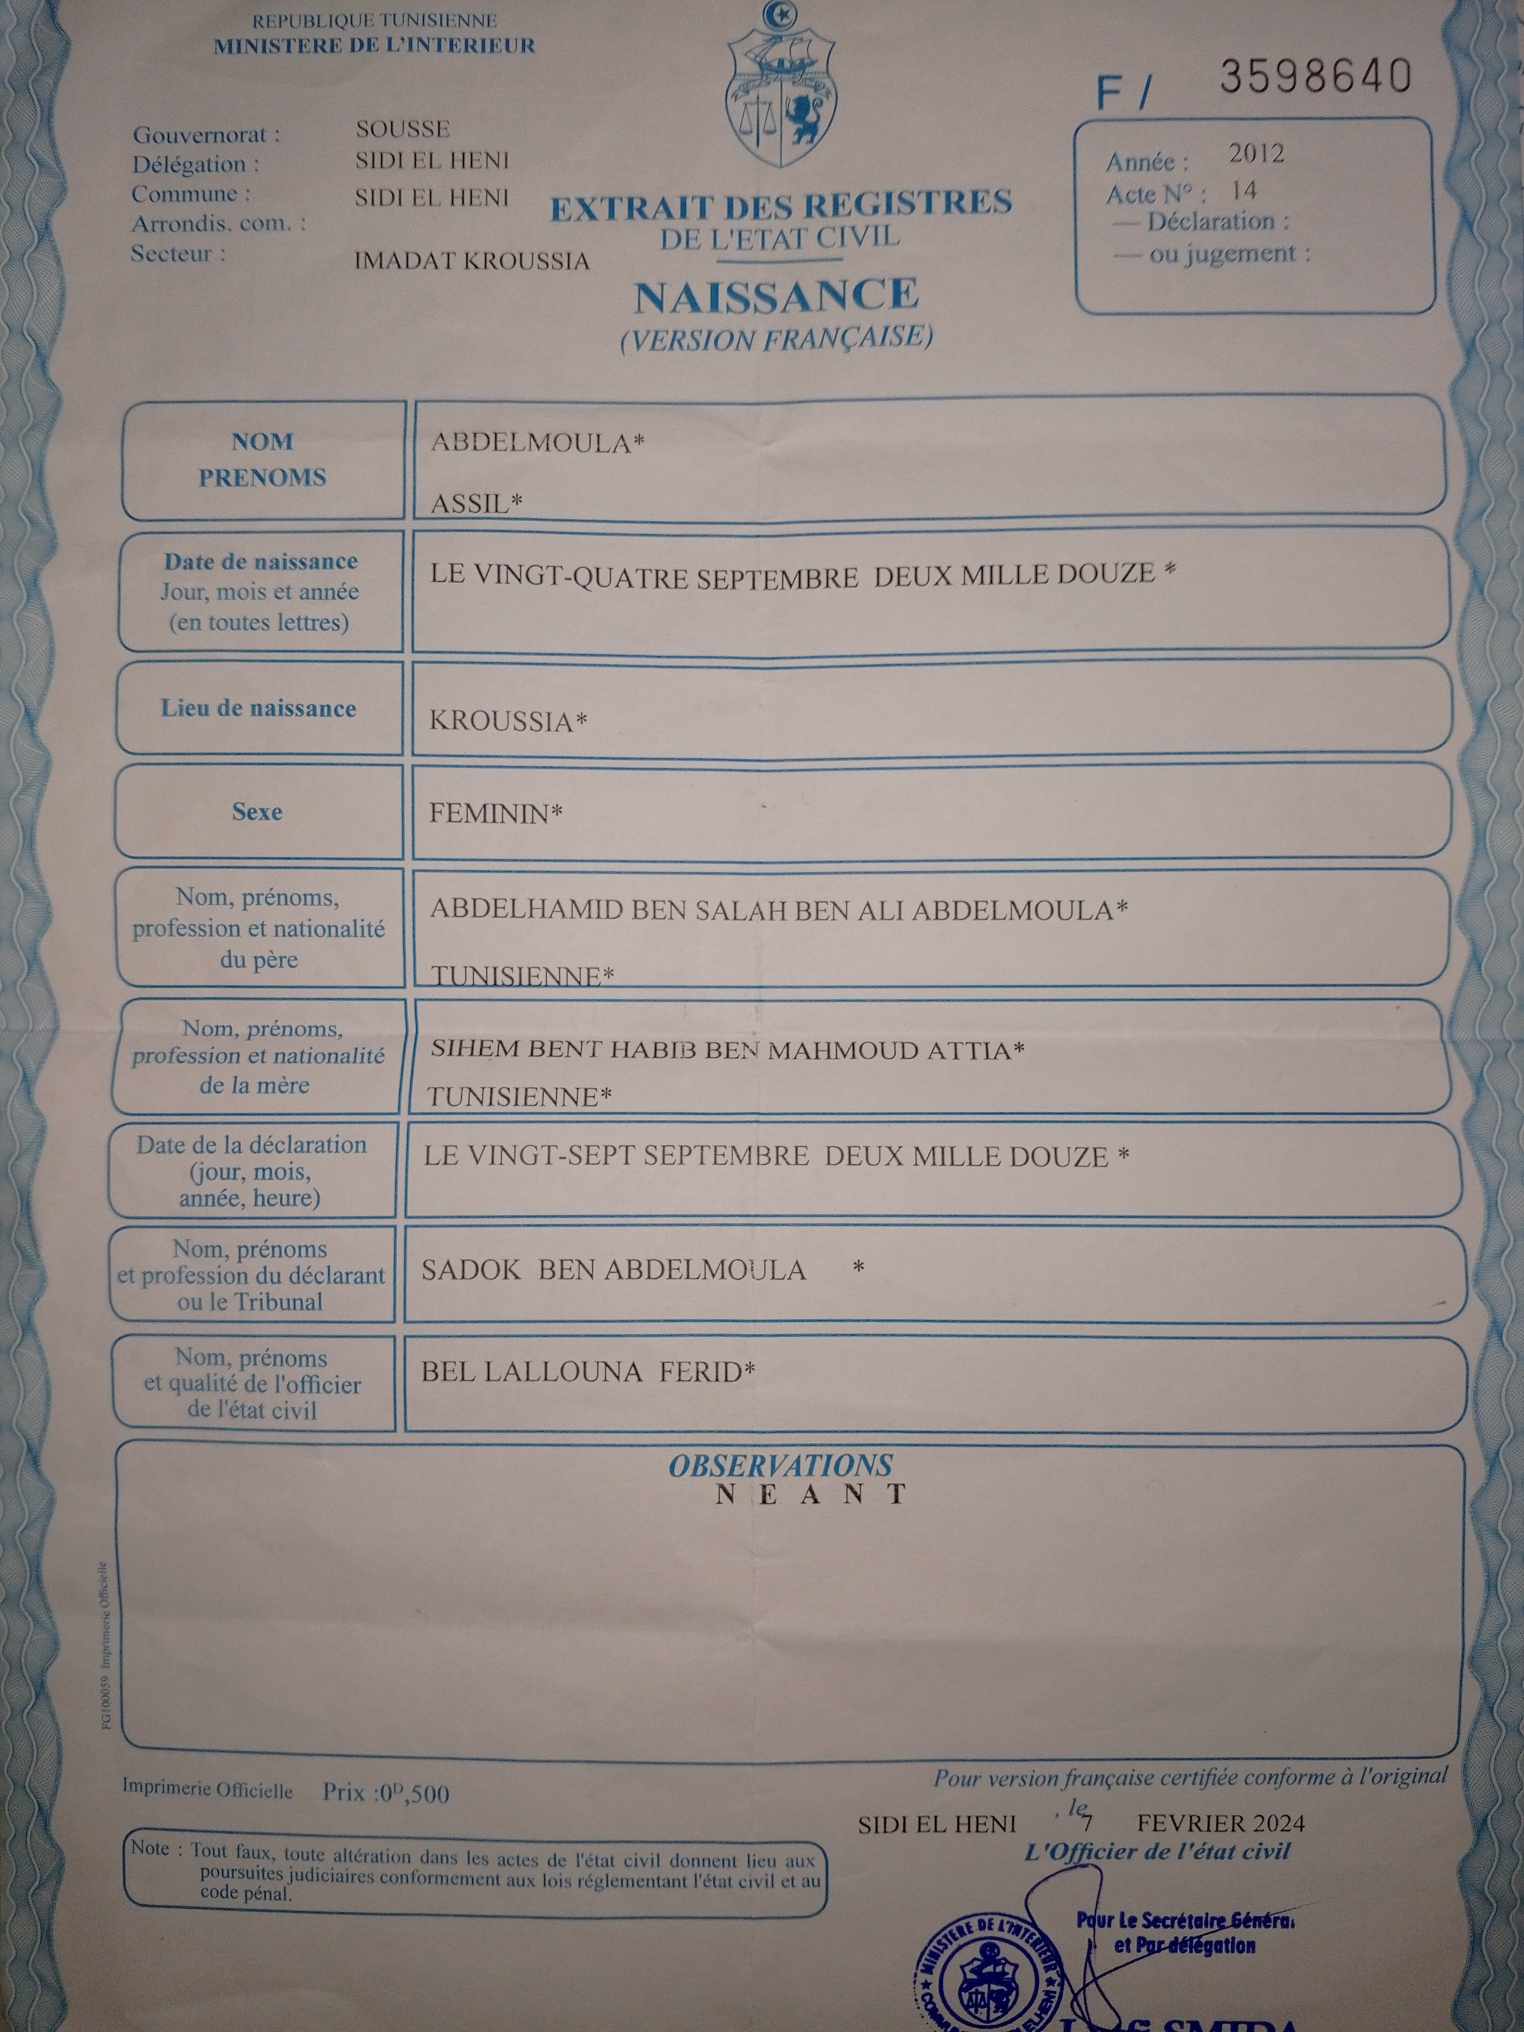 REPUBLIQUE TUNISIENNE
MINISTERE DE L'INTERIEUR
F / 3598640
Gouvernorat : SOUSSE
Délégation : SIDI EL HENI
Commune : SIDI EL HENI
Arrondis. com. :
Secteur : IMADAT KROUSSIA
EXTRAIT DES REGISTRES
DE L'ETAT CIVIL
NAISSANCE
(VERSION FRANÇAISE)
Année : 2012
Acte N° : 14
— Déclaration :
— ou jugement :
NOM
PRENOMS
ABDELMOULA*
ASSIL*
Date de naissance
Jour, mois et année
(en toutes lettres)
LE VINGT-QUATRE SEPTEMBRE DEUX MILLE DOUZE *
Lieu de naissance
KROUSSIA*
Sexe
FEMININ*
Nom, prénoms,
profession et nationalité
du père
ABDELHAMID BEN SALAH BEN ALI ABDELMOULA*
TUNISIENNE*
Nom, prénoms,
profession et nationalité
de la mère
SIHEM BENT HABIB BEN MAHMOUD ATTIA*
TUNISIENNE*
Date de la déclaration
(jour, mois,
année, heure)
LE VINGT-SEPT SEPTEMBRE DEUX MILLE DOUZE *
Nom, prénoms
et profession du déclarant
ou le Tribunal
SADOK BEN ABDELMOULA *
Nom, prénoms
et qualité de l'officier
de l'état civil
BEL LALLOUNA FERID*
OBSERVATIONS
N E A N T
FG100059 Imprimerie Officielle
Imprimerie Officielle Prix :0D,500
Pour version française certifiée conforme à l'original
SIDI EL HENI , le 7 FEVRIER 2024
L'Officier de l'état civil
Note : Tout faux, toute altération dans les actes de l'état civil donnent lieu aux
poursuites judiciaires conformement aux lois réglementant l'état civil et au
code pénal.
Pour Le Secrétaire Général
et Par délégation
MINISTERE DE L'INTERIEUR
SMIDA